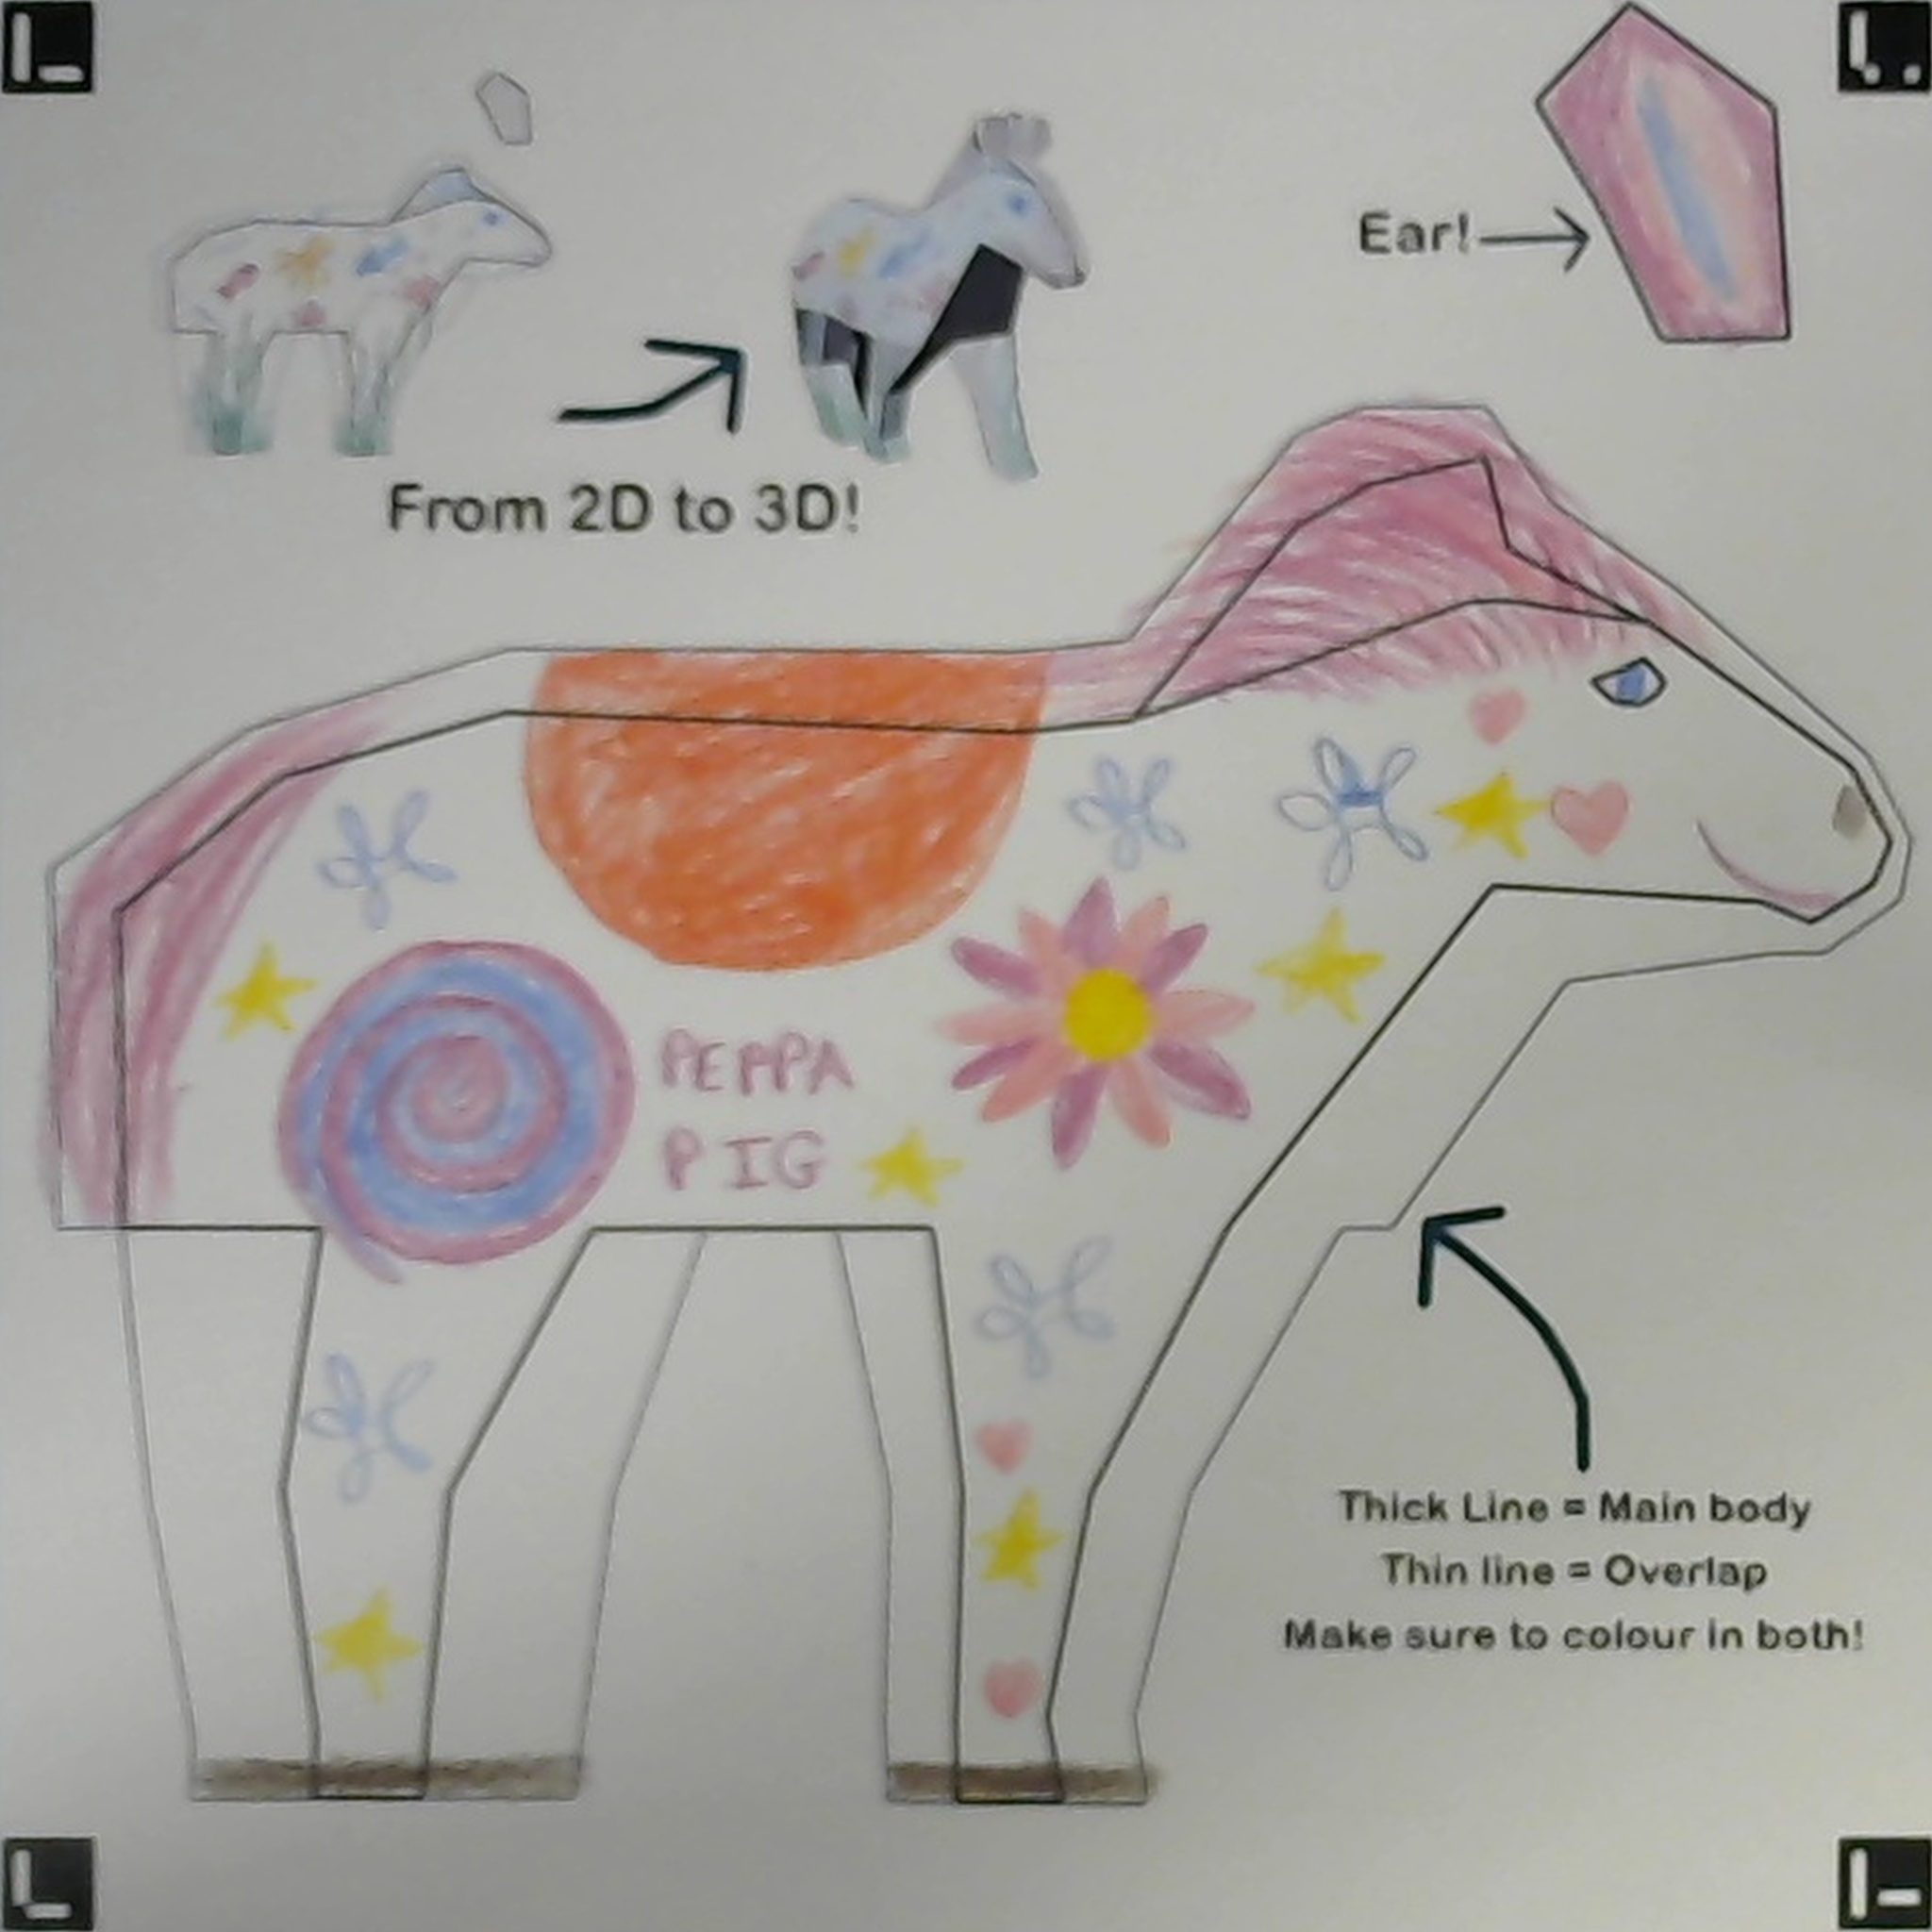 Ear!
From 2D to 3D!
PEPPA
PIG
Thick Line = Main body
Thin line = Overlap
Make sure to colour in both!